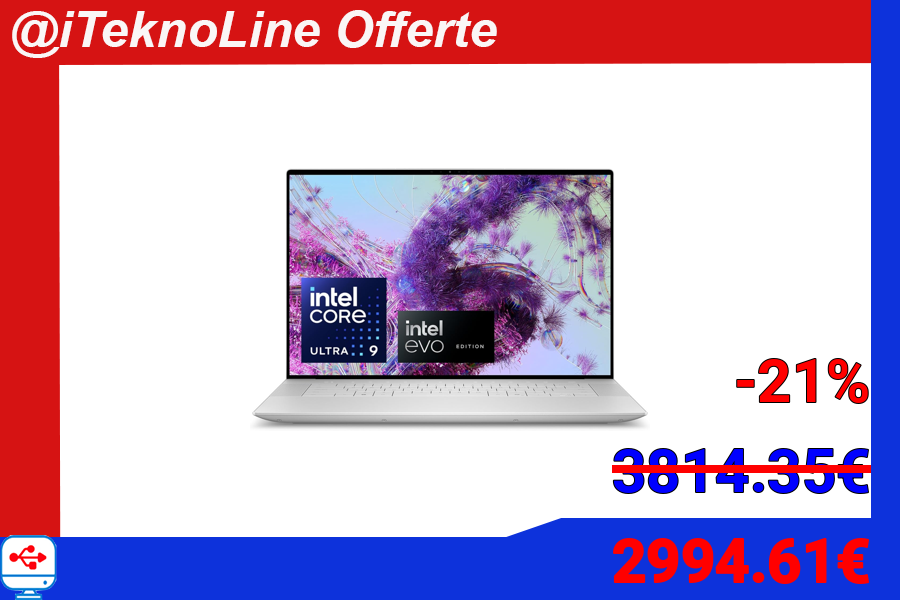 @iTeknoLine Offerte
intel
CORE
ULTRA 9
intel
evo EDITION
-21%
3814.35€
2994.61€